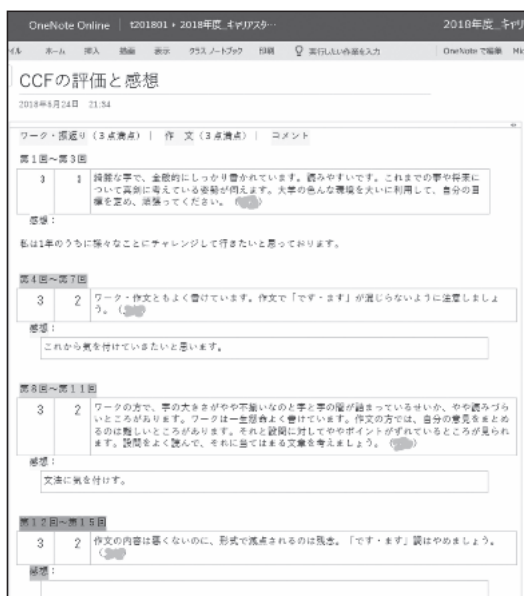 OneNote Online t201801 › 2018年度_キャリアスタ… 2018年度_キャリ
イル ホーム 挿入 描画 表示 クラス ノートブック 印刷 実行したい作業を入力 OneNote で編集
CCFの評価と感想
2018年5月24日 21:54
ワーク・振返り（3点満点）｜ 作 文（3点満点）｜ コメント
第1回～第3回
3 3 綺麗な字で、全般的にしっかり書かれています。読みやすいです。これまでの事や将来に
ついて真剣に考えている姿勢が伺えます。大学の色んな環境を大いに利用して、自分の目
標を定め、頑張ってください。（
感想：
私は1年のうちに様々なことにチャレンジして行きたいと思っております。
第4回～第7回
3 2 ワーク・作文ともよく書けています。作文で「です・ます」が混じらないように注意しましょ
う。（
感想：
これから気を付けていきたいと思います。
第8回～第11回
3 2 ワークの方で、字の大きさがやや不揃いなのと字と字の間が詰まっているせいか、やや読みづら
いところがあります。ワークは一生懸命よく書けています。作文の方では、自分の意見をまとめ
るのは難しいところがあります。それと設問に対してややポイントがずれているところが見られ
ます。設問をよく読んで、それに当てはまる文章を考えましょう。（ ）
感想：
文法に気を付けす。
第12回～第15回
3 2 作文の内容は悪くないのに、形式で減点されるのは残念。「です・ます」調はやめましょう。
（
感想：